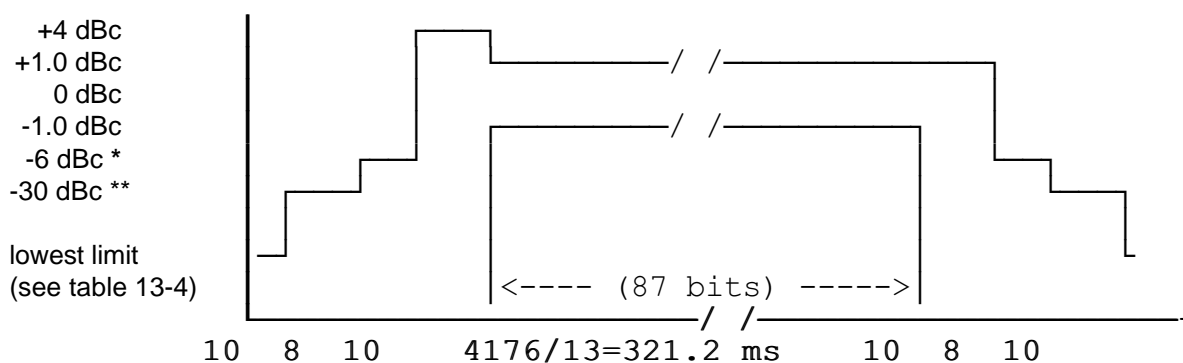 +4 dBc
+1.0 dBc
0 dBc
-1.0 dBc
-6 dBc *
-30 dBc **
lowest limit
(see table 13-4)
/ /
/ /
<---- (87 bits) ----->
/ /
10 8 10 4176/13=321.2 ms 10 8 10